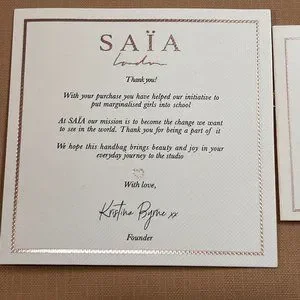 SAÏA
London
Thank you!
With your purchase you have helped our initiative to
put marginalised girls into school
At SAÏA our mission is to become the change we want
to see in the world. Thank you for being a part of it
We hope this handbag brings beauty and joy in your
everyday journey to the studio
With love,
Kristina Byrne xx
Founder